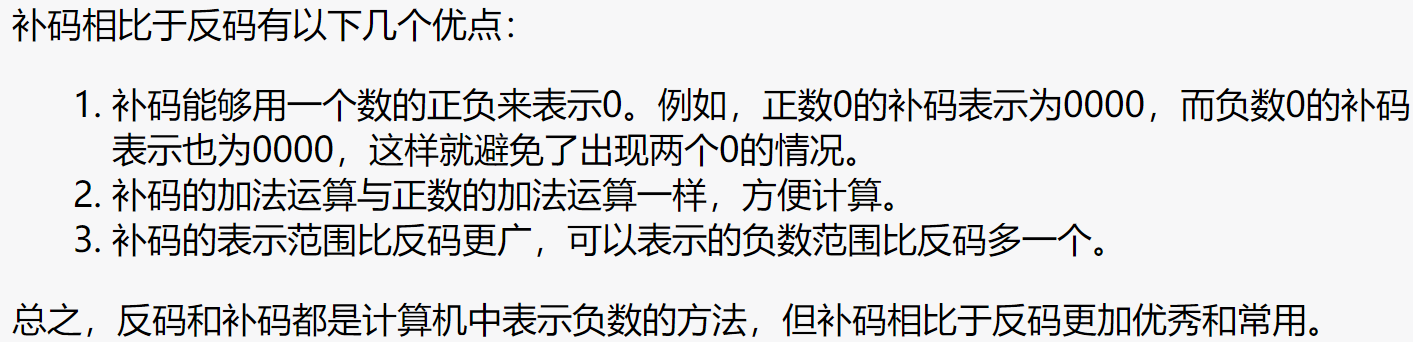 补码相比于反码有以下几个优点：
1. 补码能够用一个数的正负来表示0。例如，正数0的补码表示为0000，而负数0的补码
表示也为0000，这样就避免了出现两个0的情况。
2. 补码的加法运算与正数的加法运算一样，方便计算。
3. 补码的表示范围比反码更广，可以表示的负数范围比反码多一个。
总之，反码和补码都是计算机中表示负数的方法，但补码相比于反码更加优秀和常用。